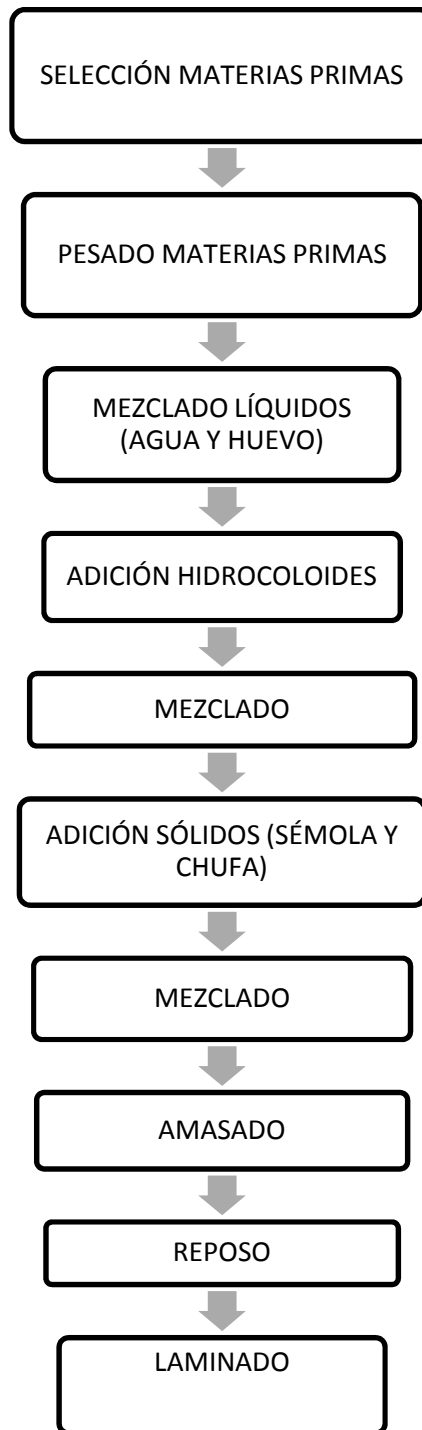 SELECCIÓN MATERIAS PRIMAS
PESADO MATERIAS PRIMAS
MEZCLADO LÍQUIDOS
(AGUA Y HUEVO)
ADICIÓN HIDROCOLOIDES
MEZCLADO
ADICIÓN SÓLIDOS (SÉMOLA Y
CHUFA)
MEZCLADO
AMASADO
REPOSO
LAMINADO